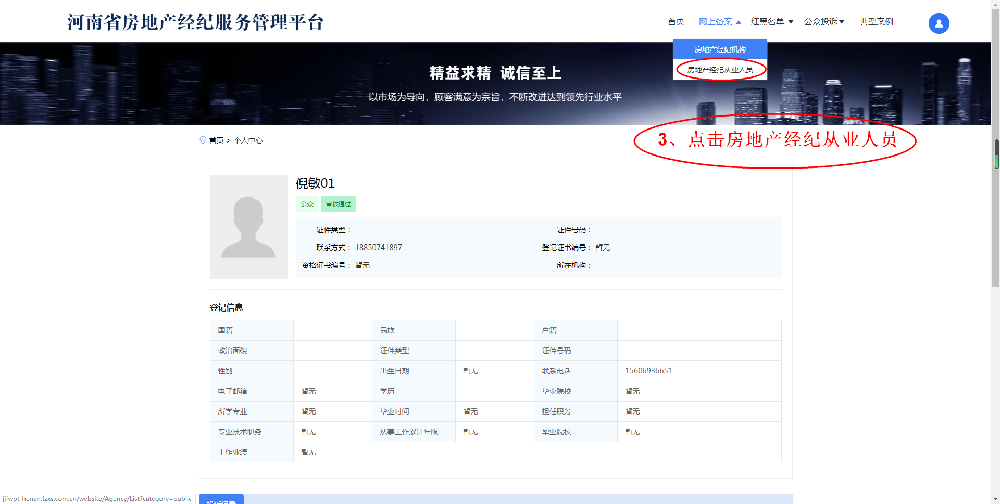 河南省房地产经纪服务管理平台
首页 网上备案 红黑名单 公众投诉 典型案例
房地产经纪机构
房地产经纪从业人员
精益求精 诚信至上
以市场为导向，顾客满意为宗旨，不断改进达到领先行业水平
3、点击房地产经纪从业人员
首页 > 个人中心
倪敏01
公众 审核通过
证件类型： 证件号码：
联系方式： 18850741897 登记证书编号： 暂无
资格证书编号： 暂无 所在机构：
登记信息
国籍 民族 户籍
政治面貌 证件类型 证件号码
性别 出生日期 暂无 联系电话 15606936651
电子邮箱 暂无 学历 毕业院校 暂无
所学专业 暂无 毕业时间 暂无 担任职务 暂无
专业技术职务 暂无 从事工作累计年限 暂无 毕业院校 暂无
工作业绩 暂无
jjfwpt-henan.fzxs.com.cn/website/Agency/List?category=public
投诉记录